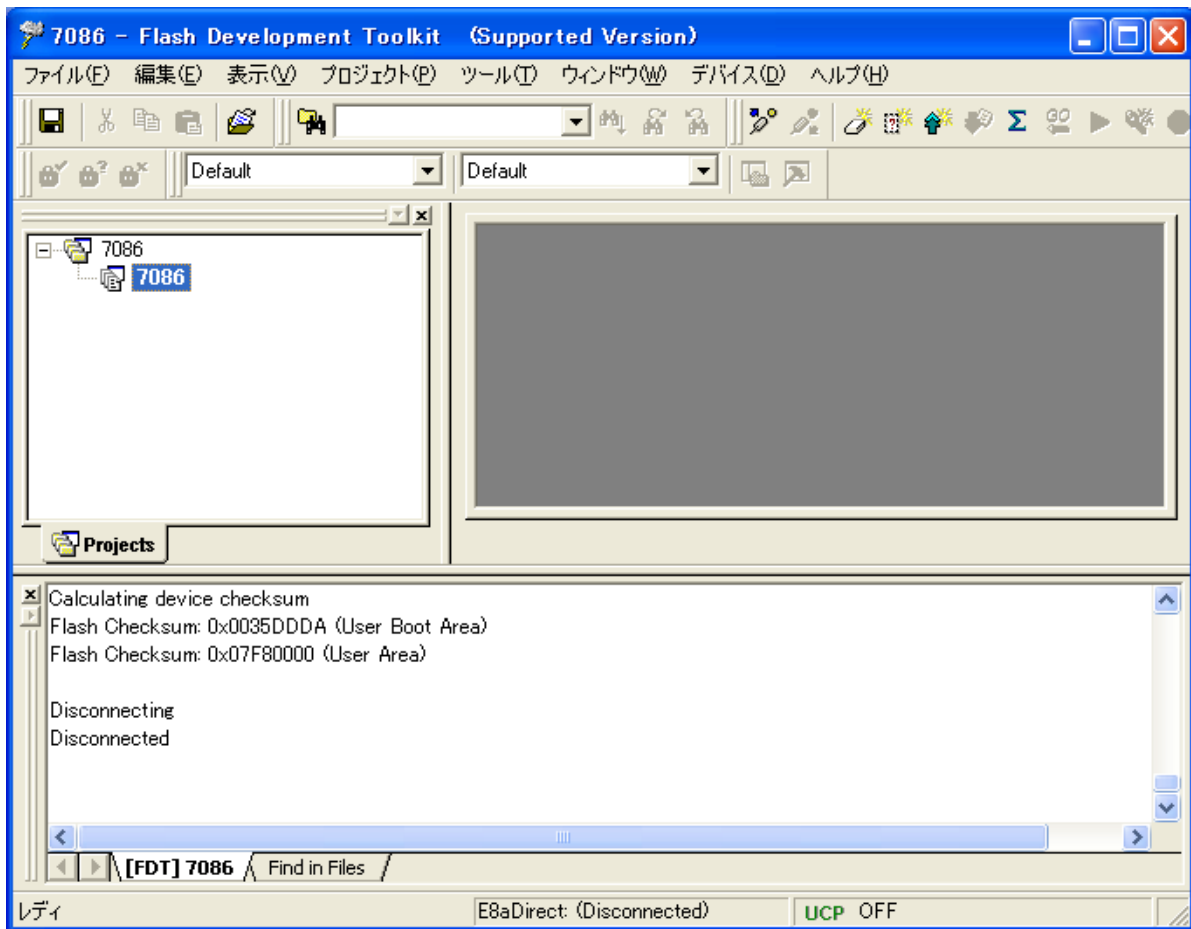 7086 - Flash Development Toolkit (Supported Version)
ファイル(F) 編集(E) 表示(V) プロジェクト(P) ツール(T) ウィンドウ(W) デバイス(D) ヘルプ(H)
Default Default
7086
7086
Projects
Calculating device checksum
Flash Checksum: 0x0035DDDA (User Boot Area)
Flash Checksum: 0x07F80000 (User Area)
Disconnecting
Disconnected
[FDT] 7086 Find in Files
レディ E8aDirect: (Disconnected) UCP OFF